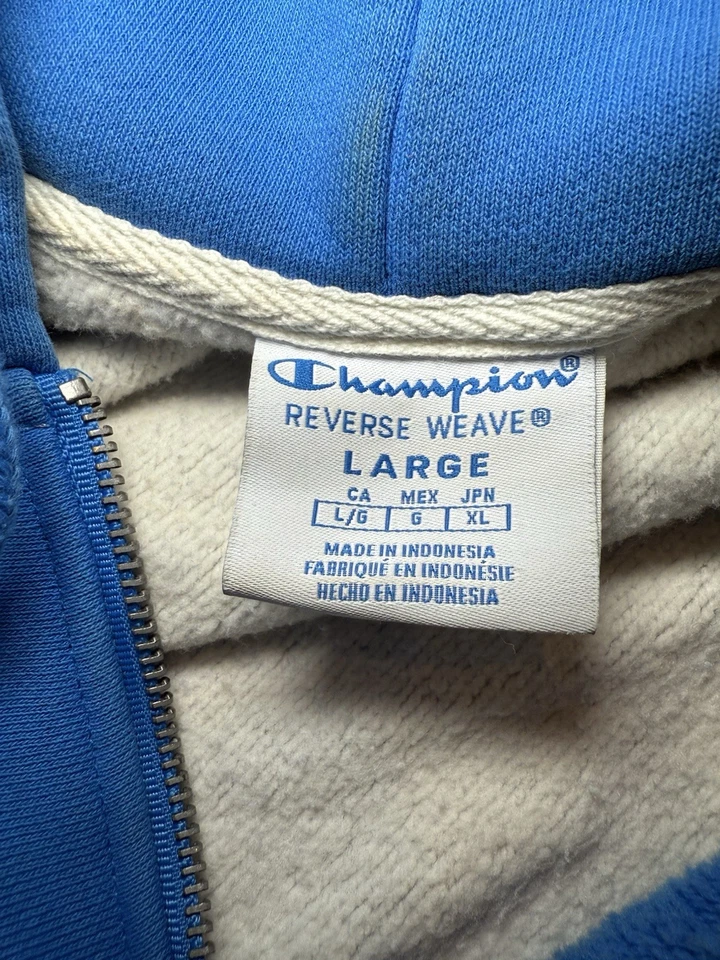 Champion®
REVERSE WEAVE®
LARGE
CA MEX JPN
L/G G XL
MADE IN INDONESIA
FABRIQUÉ EN INDONÉSIE
HECHO EN INDONESIA